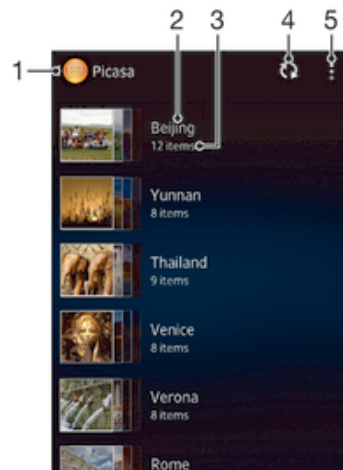 2 3 4 5
1 Picasa
Beijing
12 items
Yunnan
8 items
Thailand
9 items
Venice
8 items
Verona
8 items
Rome